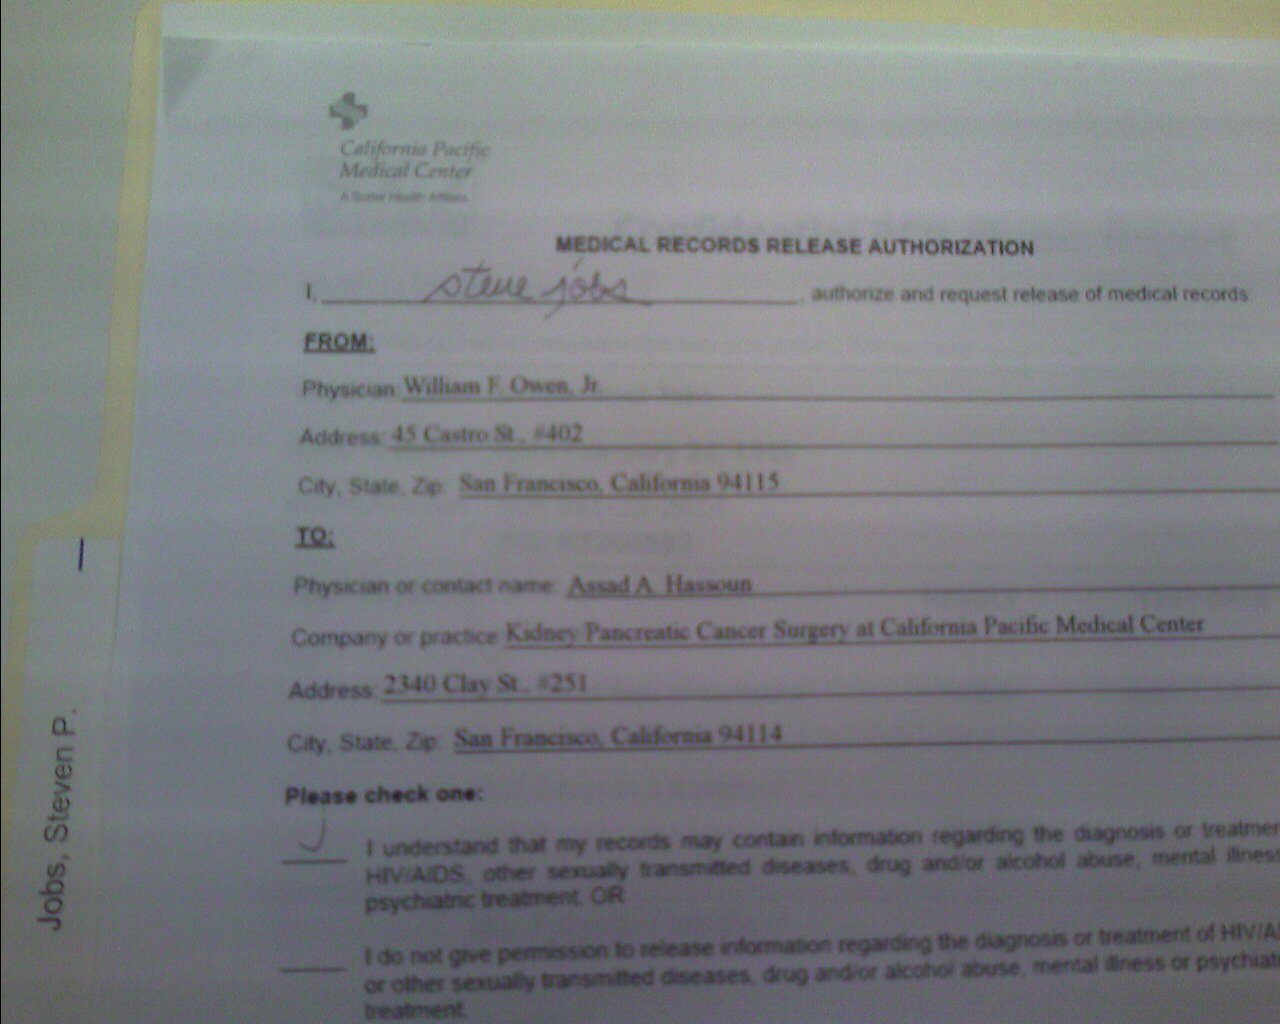 California Pacific
Medical Center
A Sutter Health Affiliate
MEDICAL RECORDS RELEASE AUTHORIZATION
I, steve jobs, authorize and request release of medical records:
FROM:
Physician: William F. Owen, Jr.
Address: 45 Castro St., #402
City, State, Zip: San Francisco, California 94115
TO:
Physician or contact name: Assad A. Hassoun
Company or practice: Kidney/Pancreatic Cancer Surgery at California Pacific Medical Center
Address: 2340 Clay St., #251
City, State, Zip: San Francisco, California 94114
Please check one:
I understand that my records may contain information regarding the diagnosis or treatmen
HIV/AIDS, other sexually transmitted diseases, drug and/or alcohol abuse, mental illness
psychiatric treatment. OR
I do not give permission to release information regarding the diagnosis or treatment of HIV/A
or other sexually transmitted diseases, drug and/or alcohol abuse, mental illness or psychiat
treatment.
Jobs, Steven P.